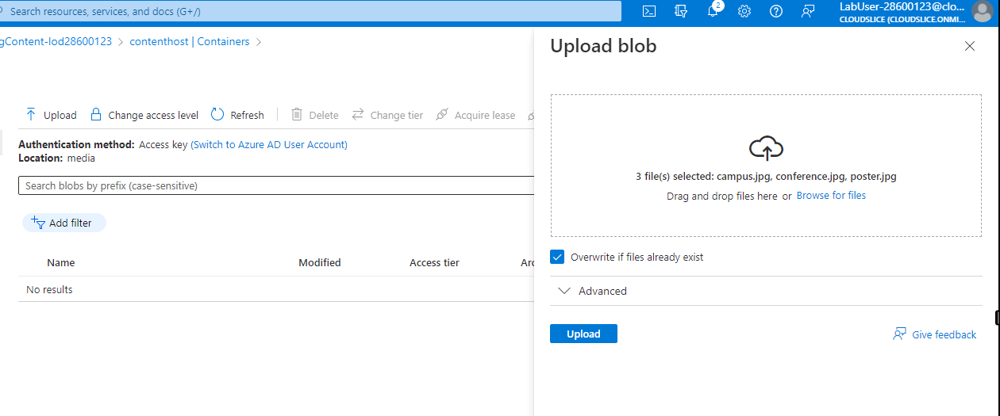 Search resources, services, and docs (G+/)
2
LabUser-28600123@clo...
CLOUDSLICE (CLOUDSLICE.ONMI...
gContent-lod28600123 > contenthost | Containers >
Upload blob
Upload Change access level Refresh Delete Change tier Acquire lease
Authentication method: Access key (Switch to Azure AD User Account)
Location: media
Search blobs by prefix (case-sensitive)
Add filter
Name Modified Access tier Arc
No results
3 file(s) selected: campus.jpg, conference.jpg, poster.jpg
Drag and drop files here or Browse for files
Overwrite if files already exist
Advanced
Upload
Give feedback